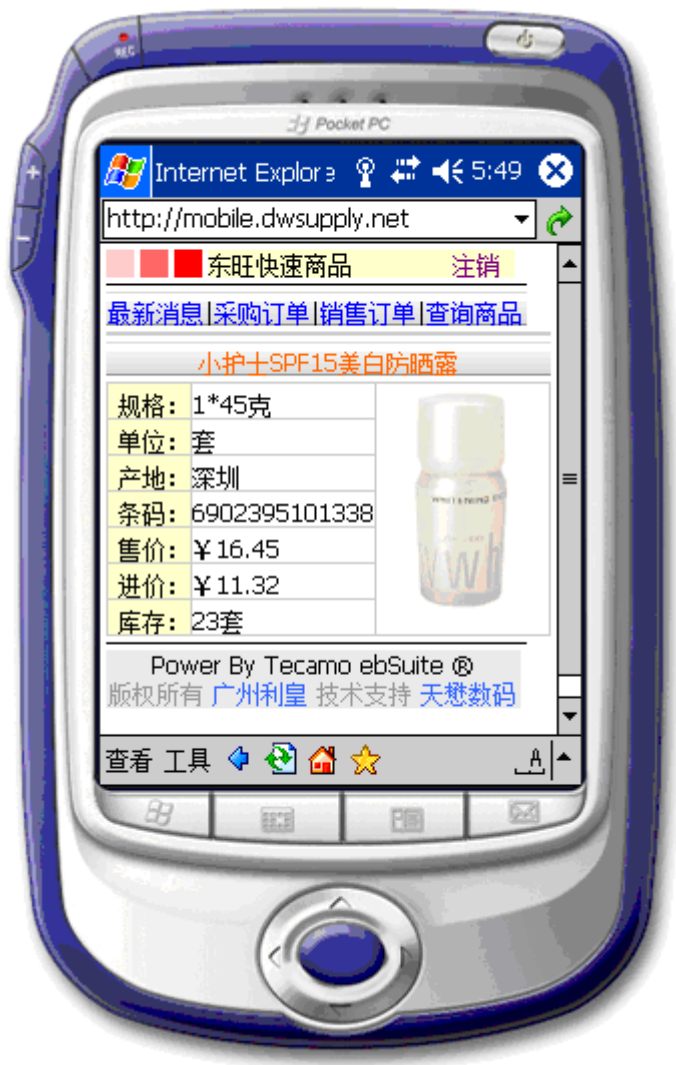 REC
Pocket PC
Internet Explore 5:49
http://mobile.dwsupply.net
东旺快速商品 注销
最新消息|采购订单|销售订单|查询商品
小护士SPF15美白防晒露
规格: 1*45克
单位: 套
产地: 深圳
条码: 6902395101338
售价: ￥16.45
进价: ￥11.32
库存: 23套
WHITENING
Power By Tecamo ebSuite ®
版权所有 广州利皇 技术支持 天懋数码
查看 工具 A